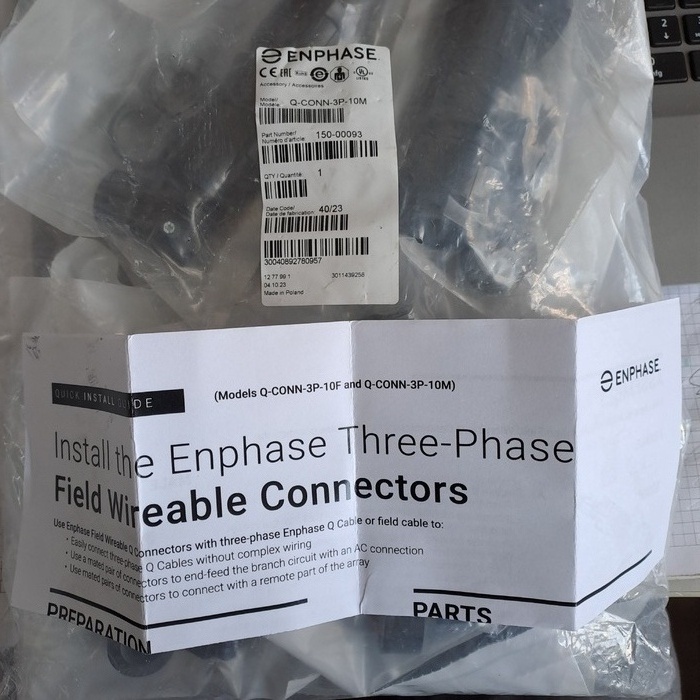 ENPHASE
CE EAC RoHS UL
Accessory / Accessoires
Model/
Modèle: Q-CONN-3P-10M
Part Number/
Numéro d'article: 150-00093
QTY / Quantité: 1
Date Code/
Date de fabrication: 40/23
30040892780957
12 77 99 1 3011439258
04.10.23
Made in Poland
ENPHASE
QUICK INSTALL GUIDE
(Models Q-CONN-3P-10F and Q-CONN-3P-10M)
Install the Enphase Three-Phase
Field Wireable Connectors
Use Enphase Field Wireable Q Connectors with three-phase Enphase Q Cable or field cable to:
• Easily connect three-phase Q Cables without complex wiring
• Use a mated pair of connectors to end-feed the branch circuit with an AC connection
• Use mated pairs of connectors to connect with a remote part of the array
PREPARATION
PARTS